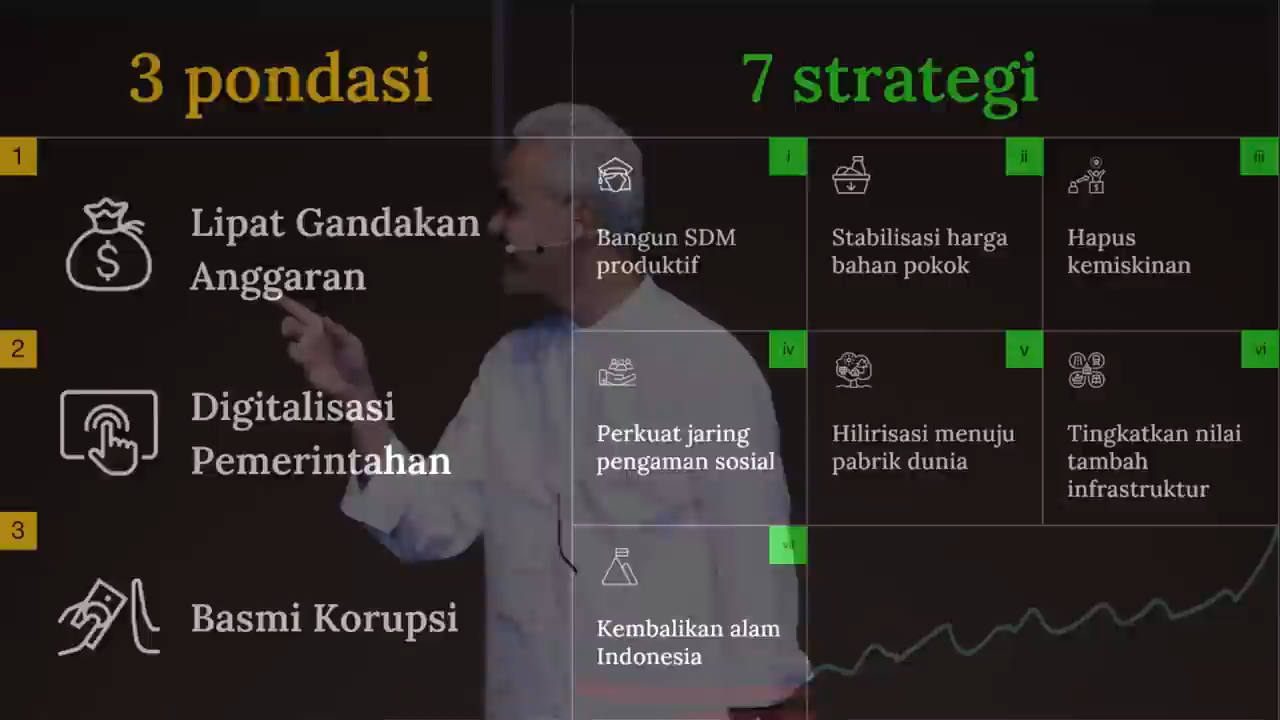 3 pondasi
1
Lipat Gandakan
Anggaran
2
Digitalisasi
Pemerintahan
3
Basmi Korupsi
7 strategi
i
Bangun SDM
produktif
ii
Stabilisasi harga
bahan pokok
iii
Hapus
kemiskinan
iv
Perkuat jaring
pengaman sosial
v
Hilirisasi menuju
pabrik dunia
vi
Tingkatkan nilai
tambah
infrastruktur
vii
Kembalikan alam
Indonesia